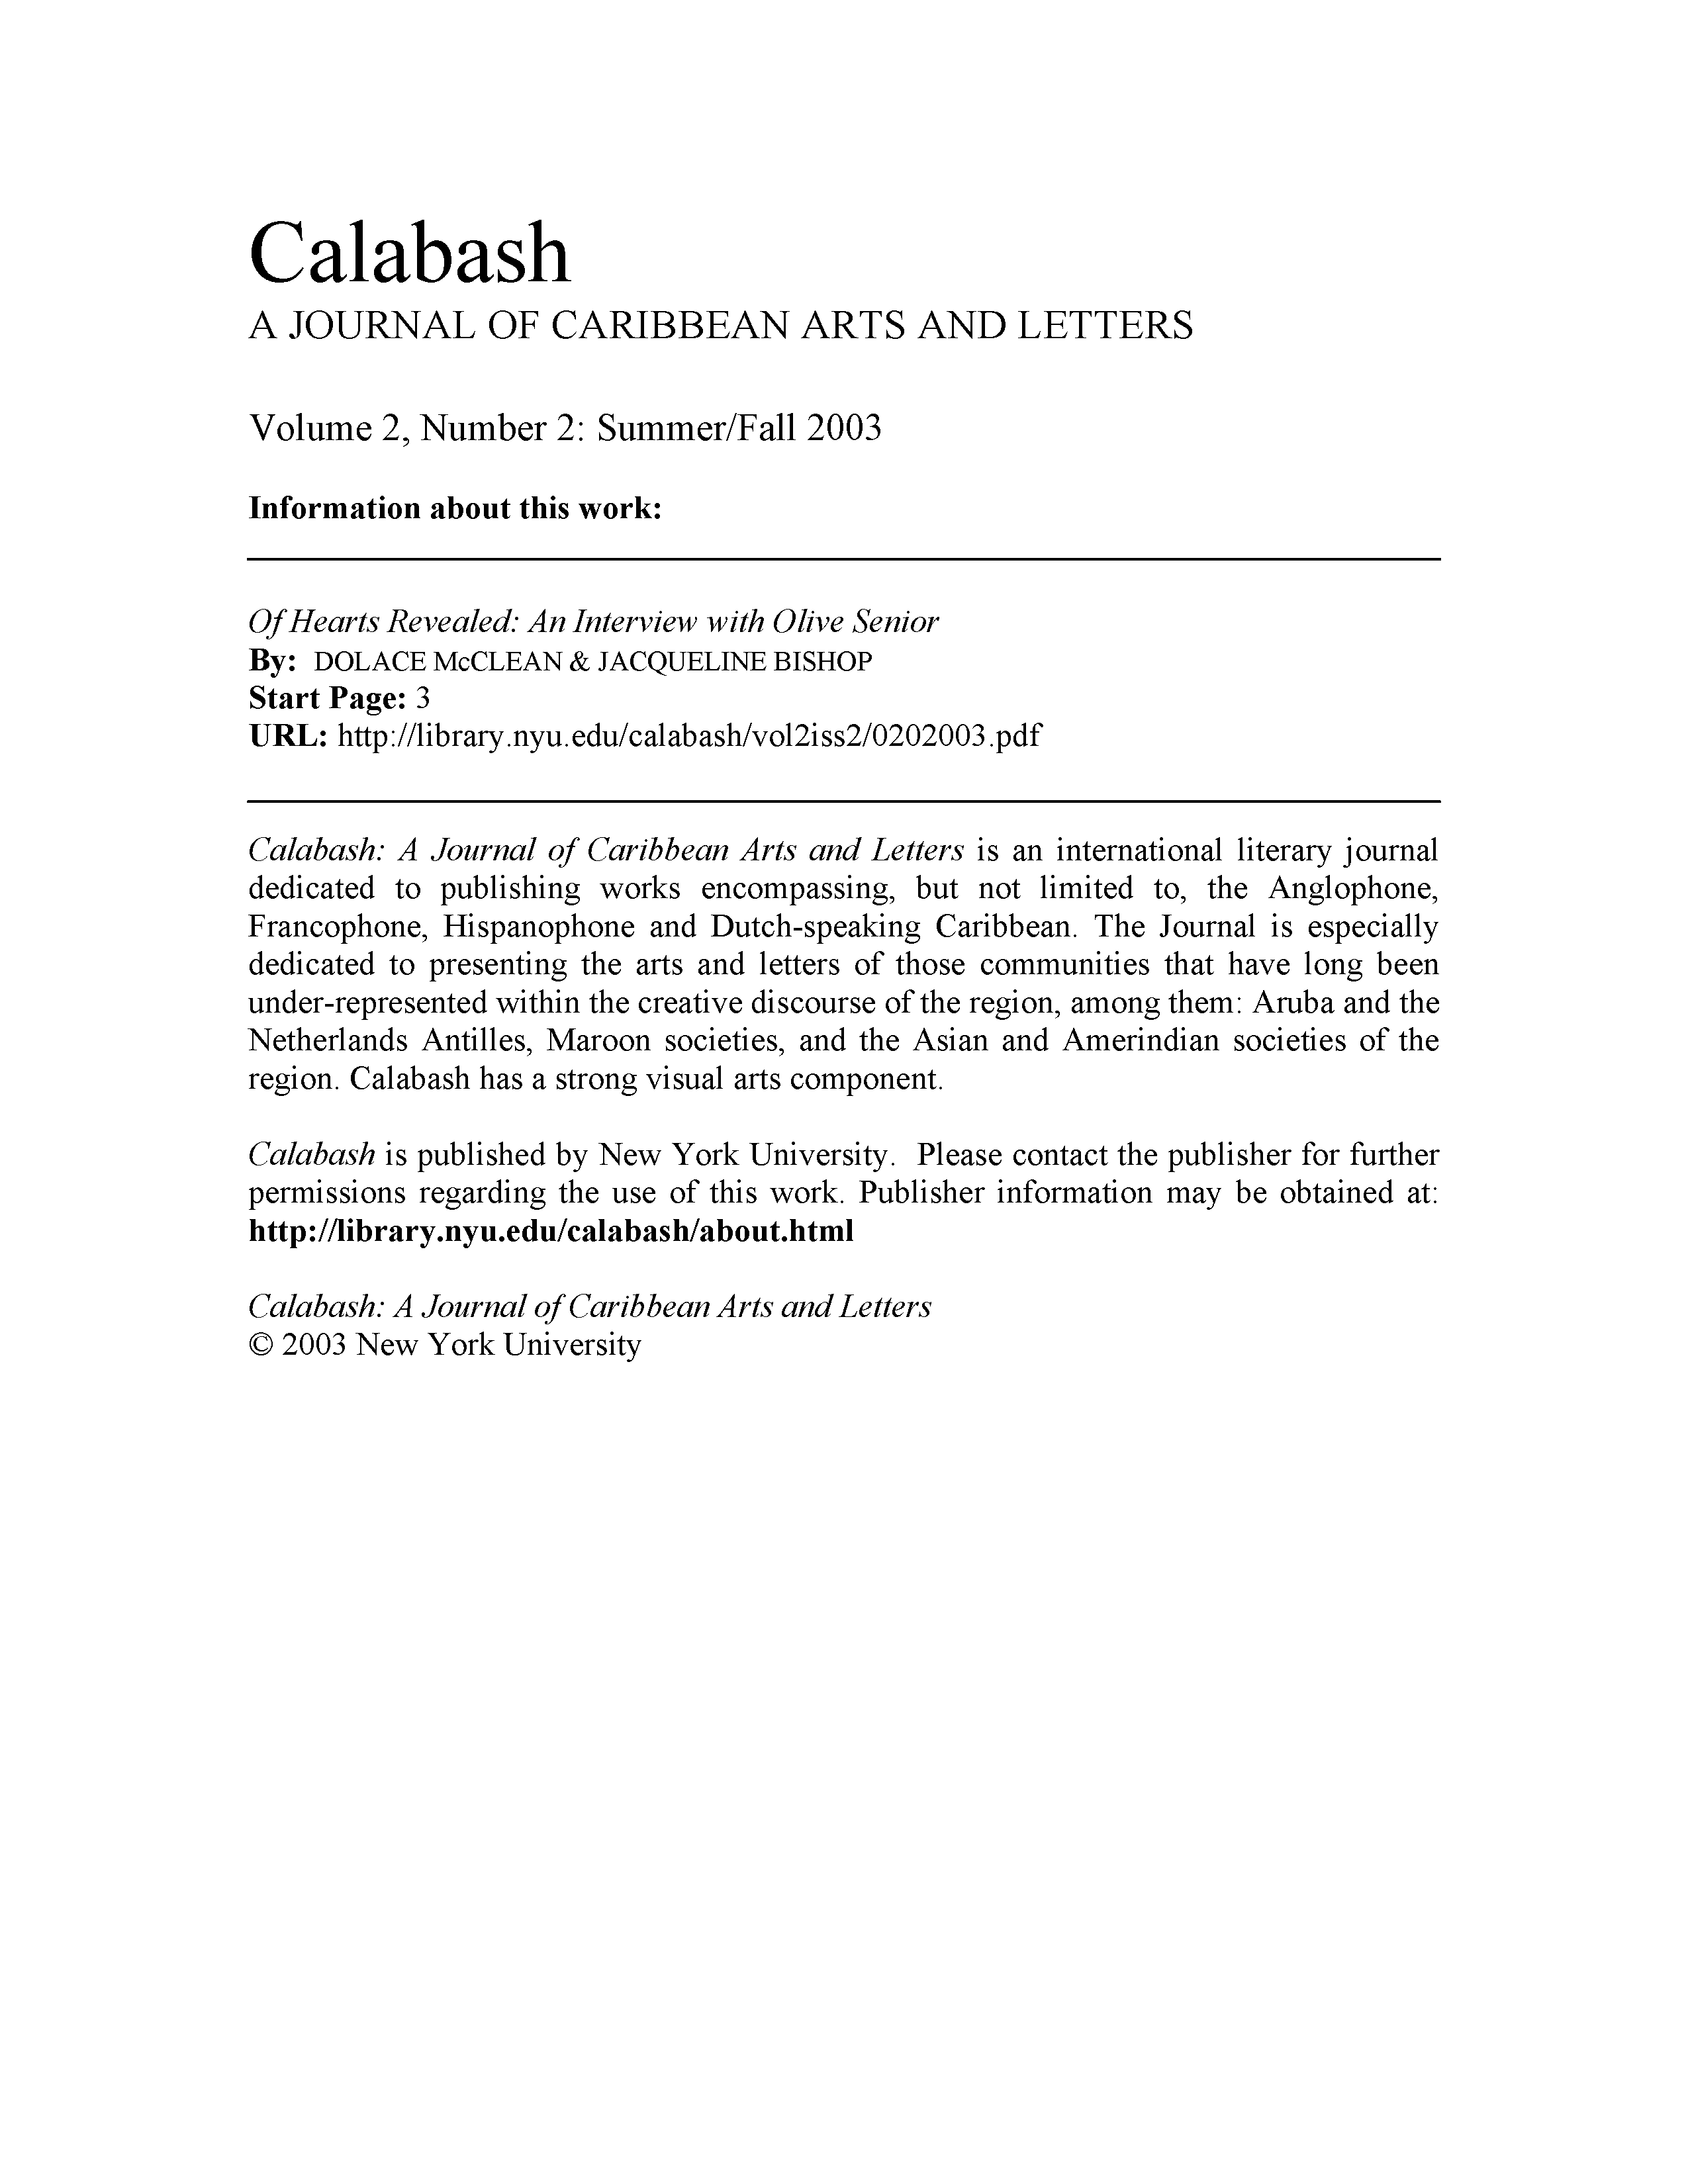 Calabash
A JOURNAL OF CARIBBEAN ARTS AND LETTERS
Volume 2, Number 2: Summer/Fall 2003
Information about this work:
Of Hearts Revealed: An Interview with Olive Senior
By: DOLACE McCLEAN & JACQUELINE BISHOP
Start Page: 3
URL: http://library.nyu.edu/calabash/vol2iss2/0202003.pdf
Calabash: A Journal of Caribbean Arts and Letters is an international literary journal
dedicated to publishing works encompassing, but not limited to, the Anglophone,
Francophone, Hispanophone and Dutch-speaking Caribbean. The Journal is especially
dedicated to presenting the arts and letters of those communities that have long been
under-represented within the creative discourse of the region, among them: Aruba and the
Netherlands Antilles, Maroon societies, and the Asian and Amerindian societies of the
region. Calabash has a strong visual arts component.
Calabash is published by New York University. Please contact the publisher for further
permissions regarding the use of this work. Publisher information may be obtained at:
http://library.nyu.edu/calabash/about.html
Calabash: A Journal of Caribbean Arts and Letters
© 2003 New York University